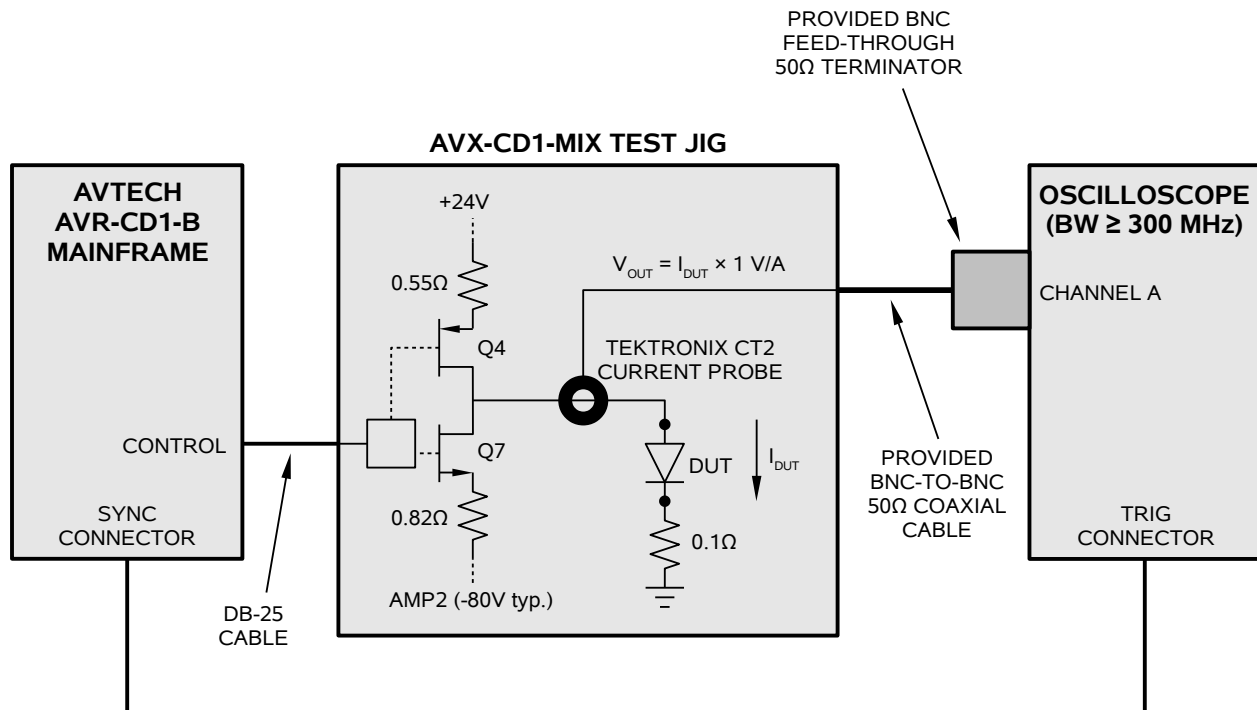 PROVIDED BNC
FEED-THROUGH
50Ω TERMINATOR
AVX-CD1-MIX TEST JIG
AVTECH
AVR-CD1-B
MAINFRAME
CONTROL
SYNC
CONNECTOR
DB-25
CABLE
+24V
0.55Ω
Q4
Q7
0.82Ω
AMP2 (-80V typ.)
V_OUT = I_DUT × 1 V/A
TEKTRONIX CT2
CURRENT PROBE
DUT
I_DUT
0.1Ω
PROVIDED
BNC-TO-BNC
50Ω COAXIAL
CABLE
OSCILLOSCOPE
(BW ≥ 300 MHz)
CHANNEL A
TRIG
CONNECTOR